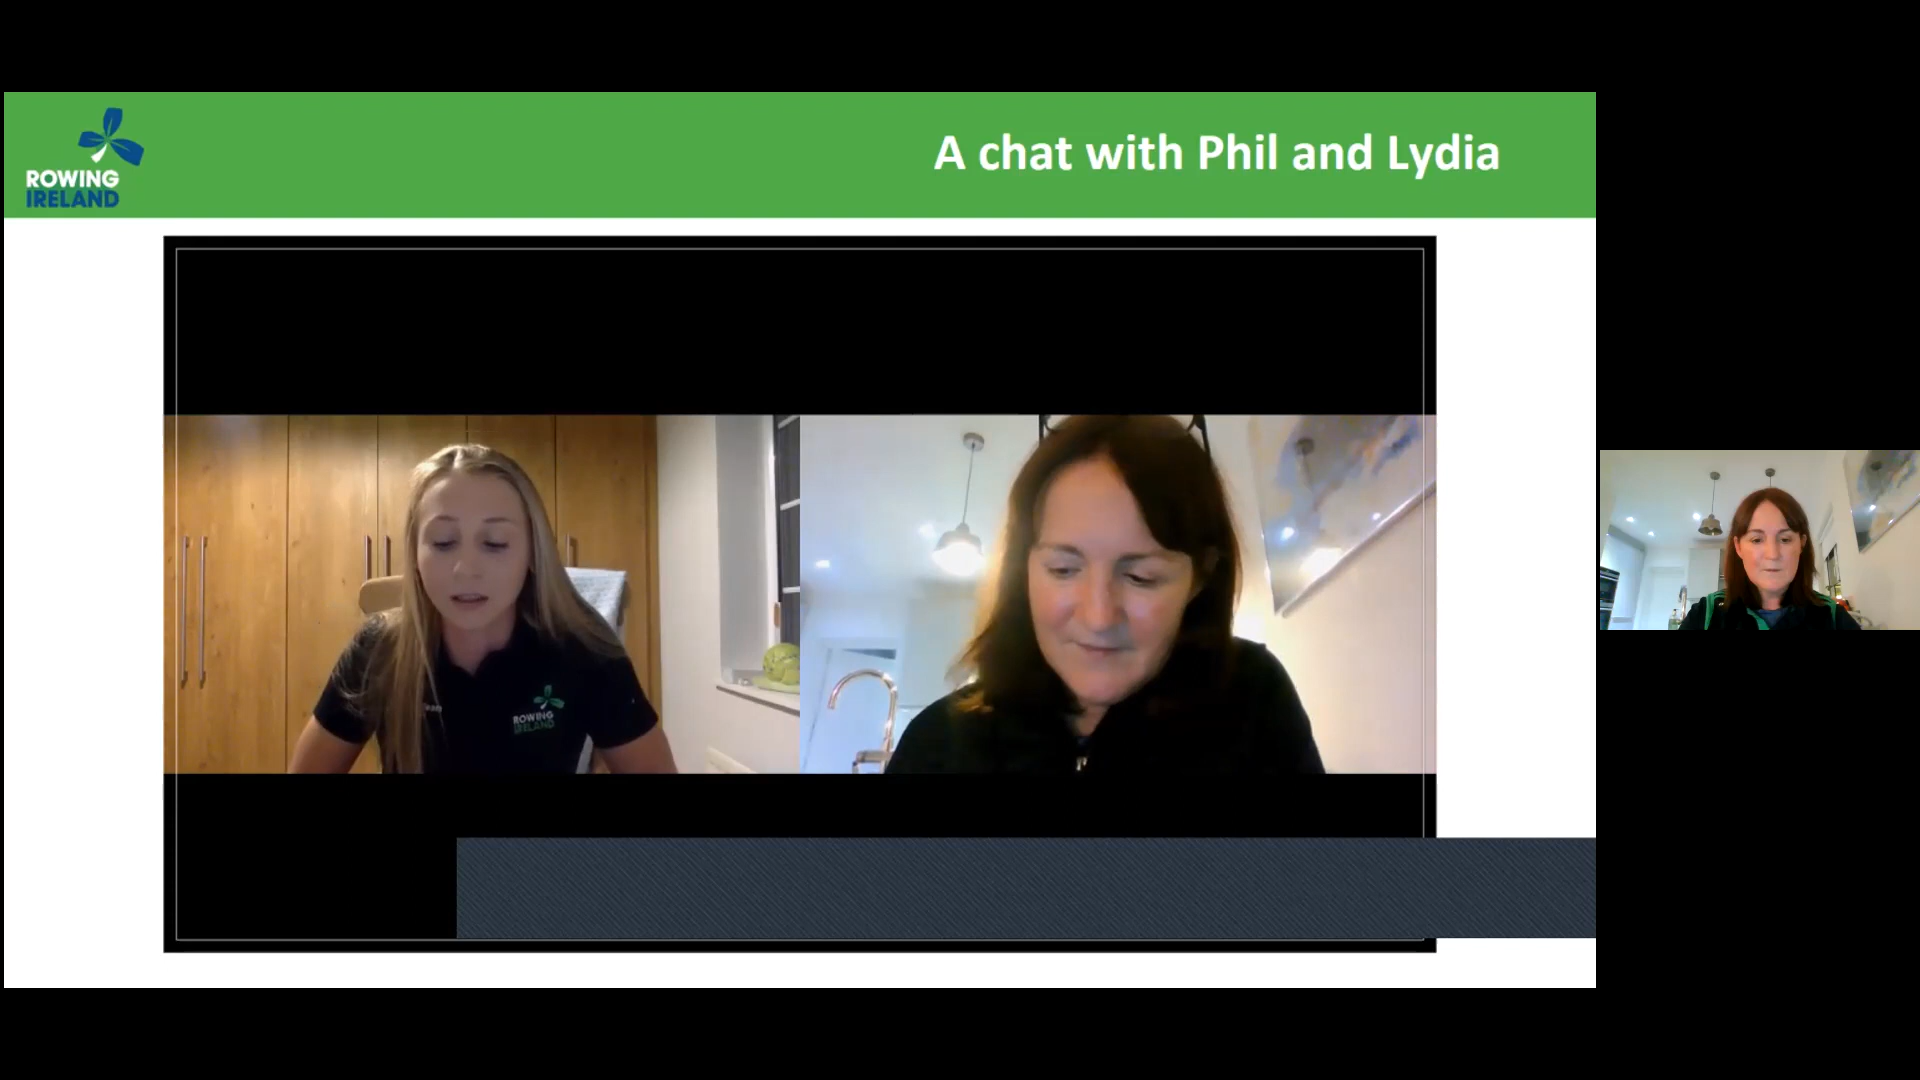 A chat with Phil and Lydia
ROWING
IRELAND
ROWING
IRELAND